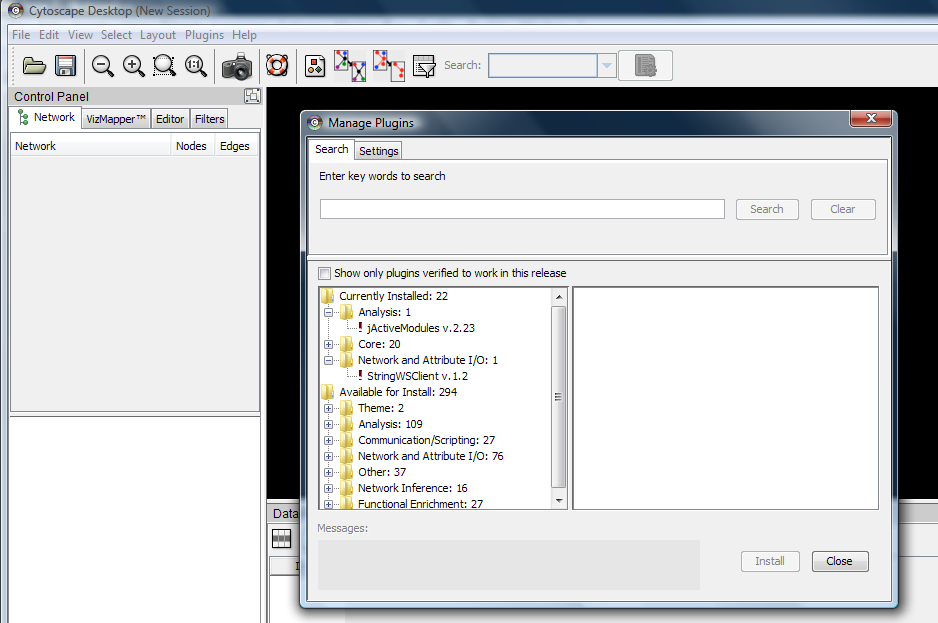 Cytoscape Desktop (New Session)
File Edit View Select Layout Plugins Help
1:1 Search:
Control Panel
Network VizMapper™ Editor Filters
Network Nodes Edges
Manage Plugins
Search Settings
Enter key words to search
Search Clear
Show only plugins verified to work in this release
Currently Installed: 22
Analysis: 1
jActiveModules v.2.23
Core: 20
Network and Attribute I/O: 1
StringWSClient v.1.2
Available for Install: 294
Theme: 2
Analysis: 109
Communication/Scripting: 27
Network and Attribute I/O: 76
Other: 37
Network Inference: 16
Functional Enrichment: 27
Data
Messages:
Install Close